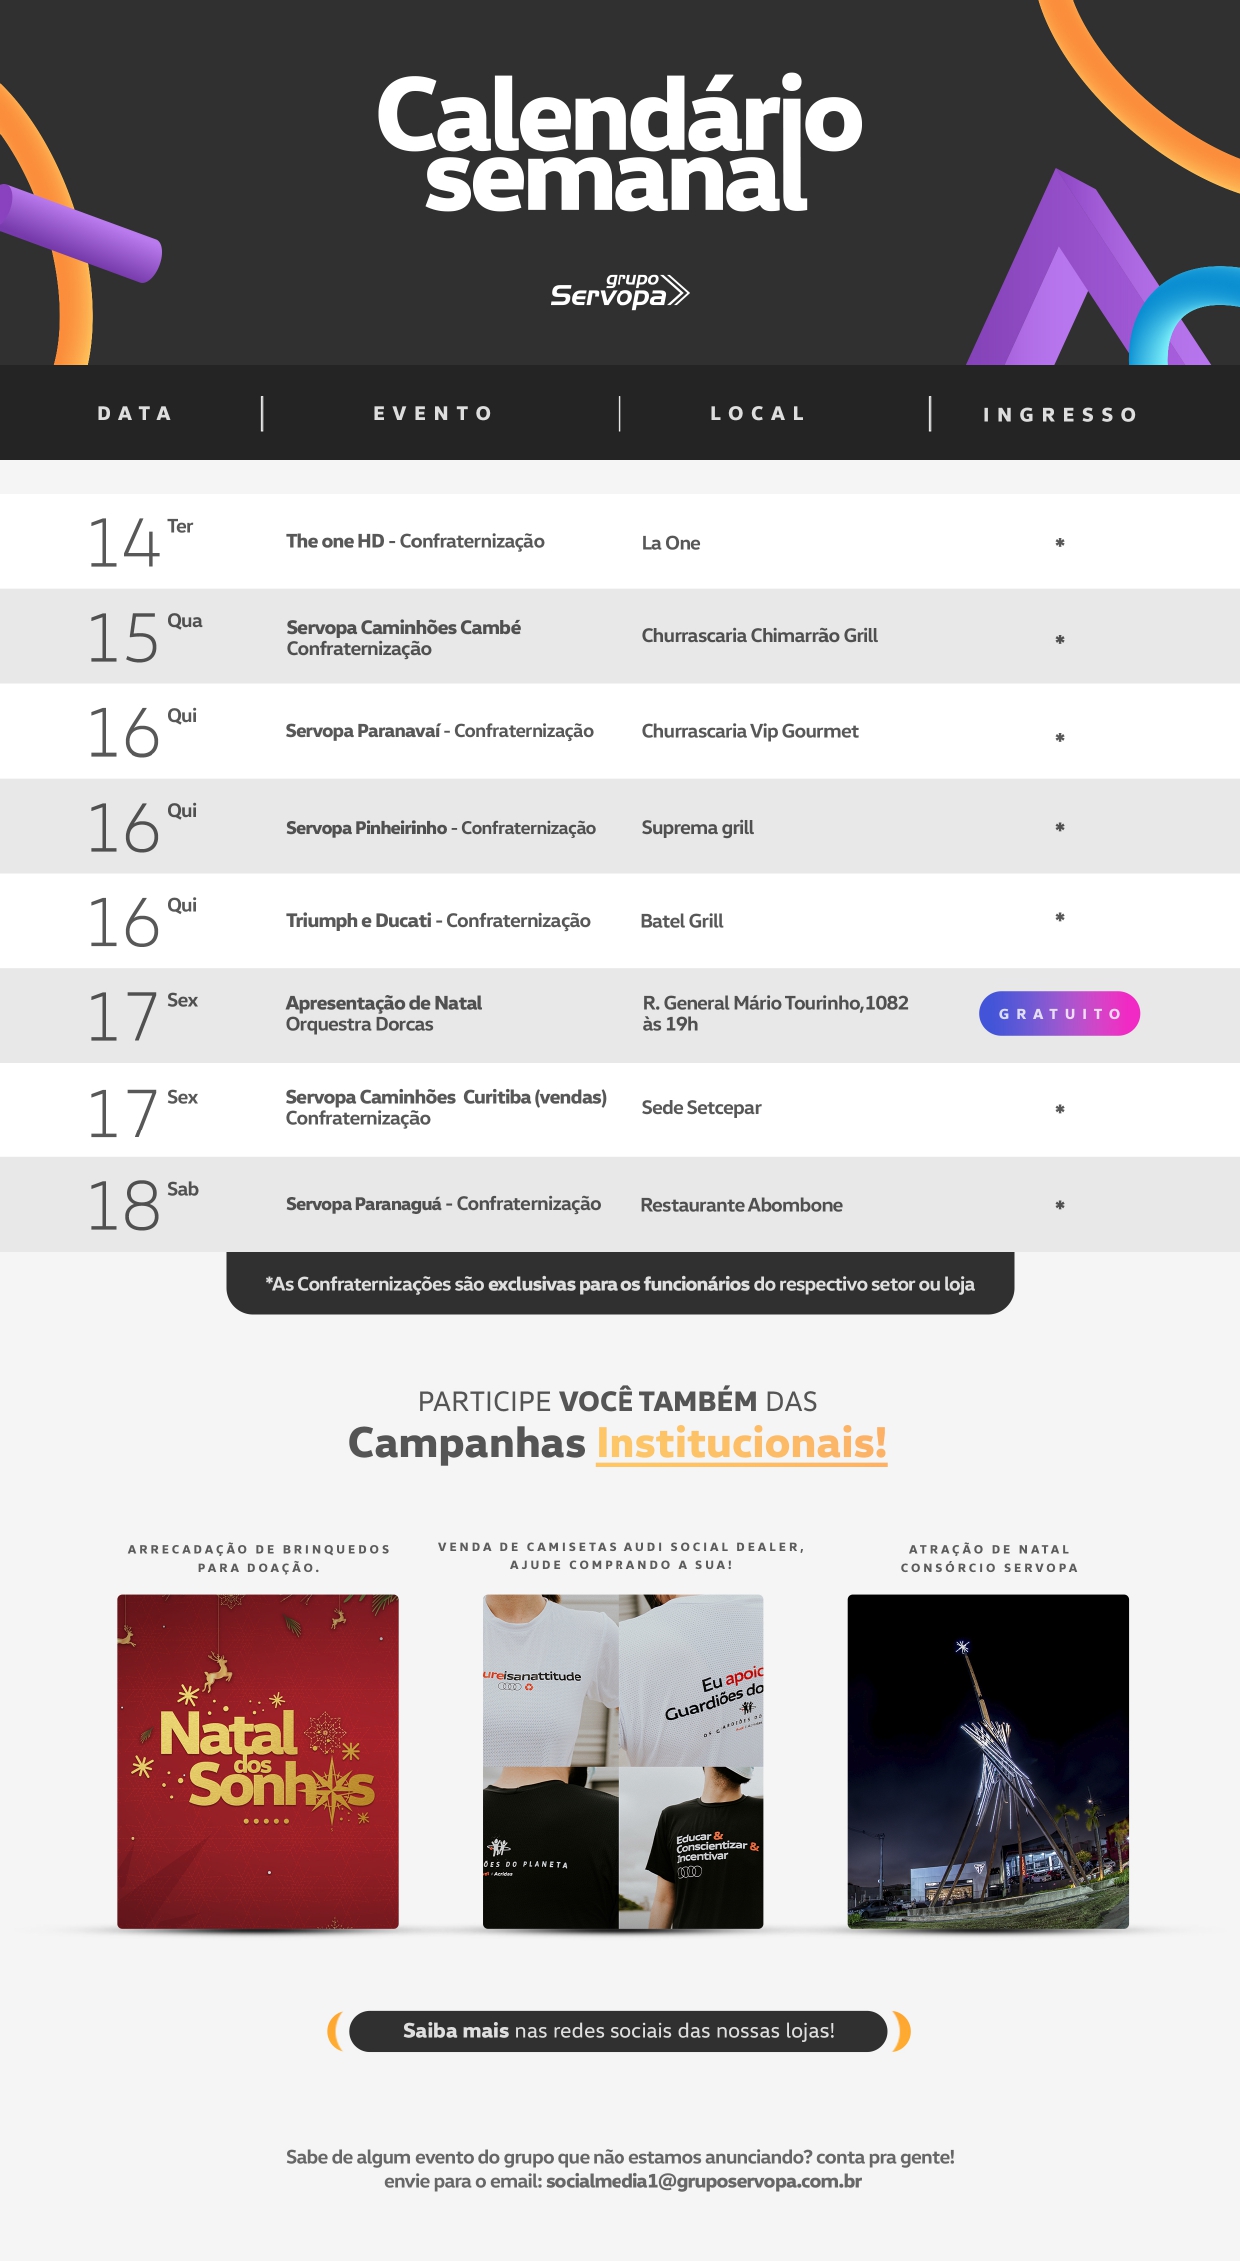 Calendário
semanal
grupo
Servopa
DATA
EVENTO
LOCAL
INGRESSO
14 Ter
The one HD - Confraternização
La One
*
15 Qua
Servopa Caminhões Cambé
Confraternização
Churrascaria Chimarrão Grill
*
16 Qui
Servopa Paranavaí - Confraternização
Churrascaria Vip Gourmet
*
16 Qui
Servopa Pinheirinho - Confraternização
Suprema grill
*
16 Qui
Triumph e Ducati - Confraternização
Batel Grill
*
17 Sex
Apresentação de Natal
Orquestra Dorcas
R. General Mário Tourinho,1082
às 19h
GRATUITO
17 Sex
Servopa Caminhões  Curitiba (vendas)
Confraternização
Sede Setcepar
*
18 Sab
Servopa Paranaguá - Confraternização
Restaurante Abombone
*
*As Confraternizações são exclusivas para os funcionários do respectivo setor ou loja
PARTICIPE VOCÊ TAMBÉM DAS
Campanhas Institucionais!
ARRECADAÇÃO DE BRINQUEDOS
PARA DOAÇÃO.
VENDA DE CAMISETAS AUDI SOCIAL DEALER,
AJUDE COMPRANDO A SUA!
ATRAÇÃO DE NATAL
CONSÓRCIO SERVOPA
Natal
dos
Sonhos
ureisanattitude
Eu apoio
Guardiões do
OS GUARDIÕES DO
ÕES DO PLANETA
Acridas
Educar &
Conscientizar &
Incentivar
Saiba mais nas redes sociais das nossas lojas!
Sabe de algum evento do grupo que não estamos anunciando? conta pra gente!
envie para o email: socialmedia1@gruposervopa.com.br